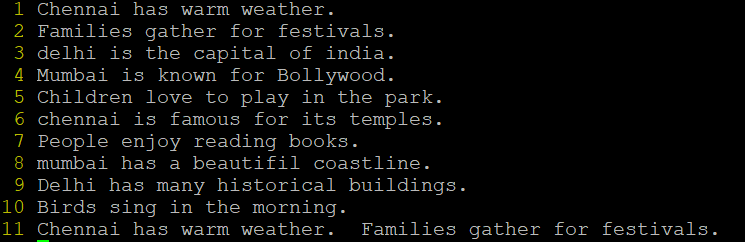 1 Chennai has warm weather.
2 Families gather for festivals.
3 delhi is the capital of india.
4 Mumbai is known for Bollywood.
5 Children love to play in the park.
6 chennai is famous for its temples.
7 People enjoy reading books.
8 mumbai has a beautifil coastline.
9 Delhi has many historical buildings.
10 Birds sing in the morning.
11 Chennai has warm weather.  Families gather for festivals.